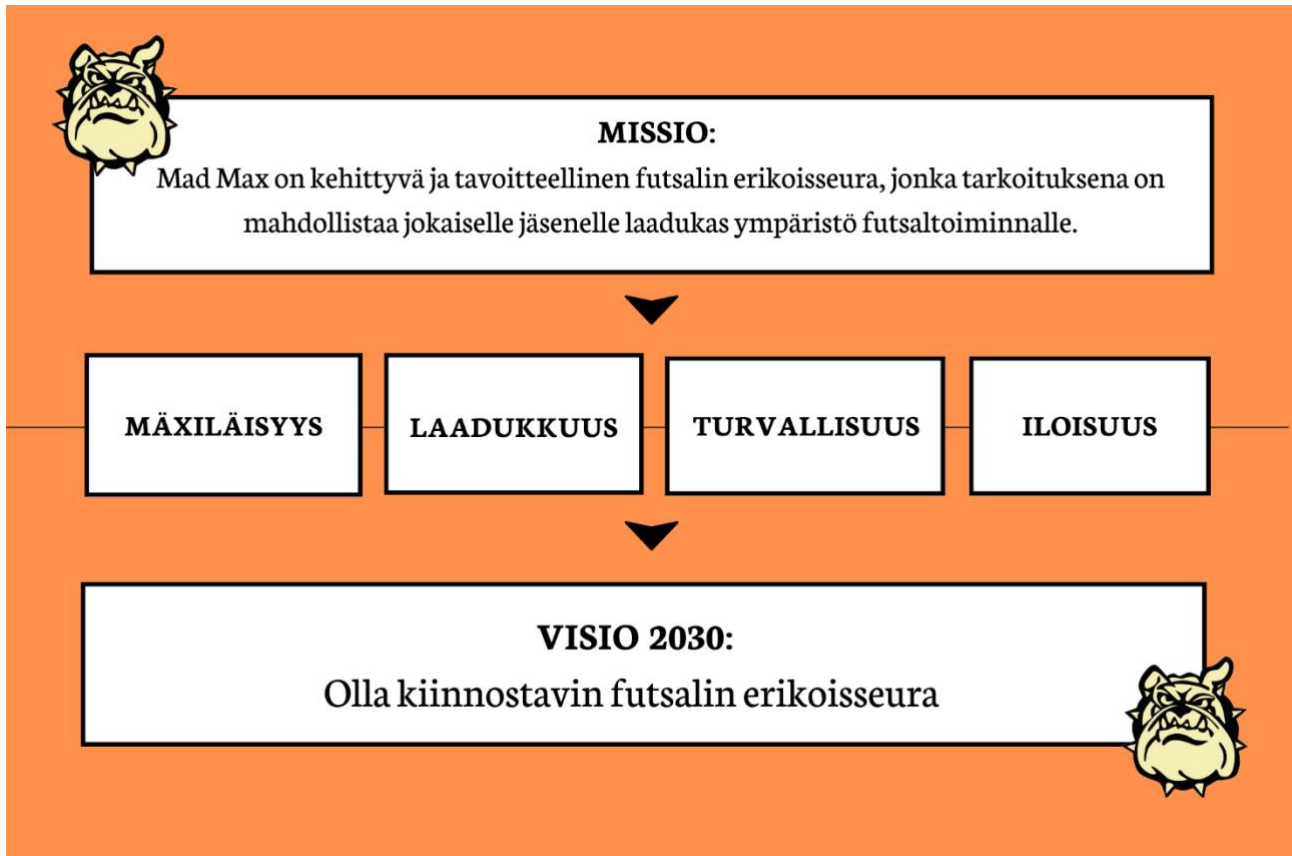 MISSIO:
Mad Max on kehittyvä ja tavoitteellinen futsalin erikoisseura, jonka tarkoituksena on
mahdollistaa jokaiselle jäsenelle laadukas ympäristö futsaltoiminnalle.
MÄXILÄISYYS
LAADUKKUUS
TURVALLISUUS
ILOISUUS
VISIO 2030:
Olla kiinnostavin futsalin erikoisseura